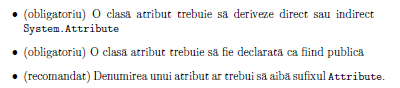 • (obligatoriu) O clasă atribut trebuie să deriveze direct sau indirect
System.Attribute
• (obligatoriu) O clasă atribut trebuie să fie declarată ca fiind publică
• (recomandat) Denumirea unui atribut ar trebui să aibă sufixul Attribute.